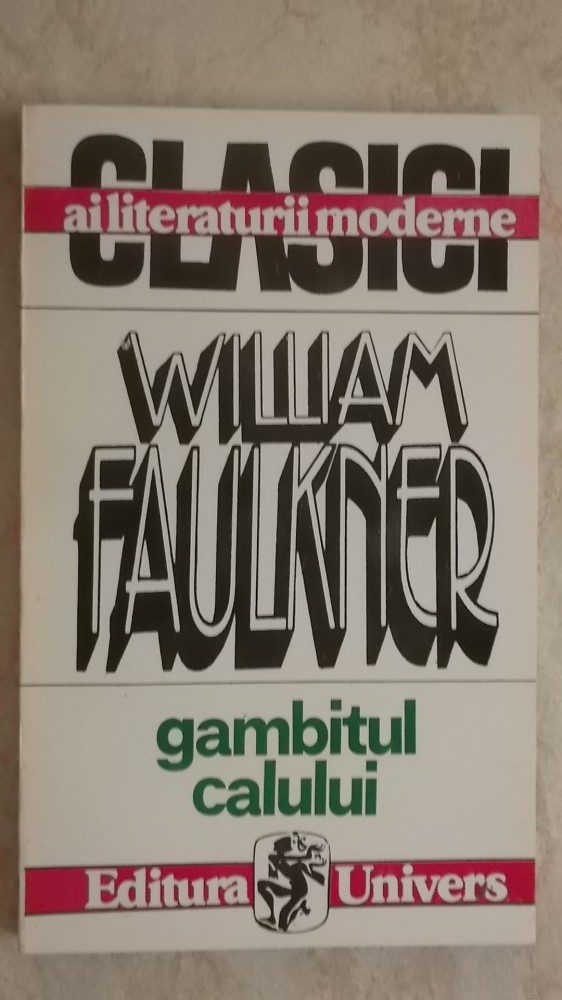 CLASICI
ai literaturii moderne
WILLIAM
FAULKNER
gambitul
calului
Editura Univers